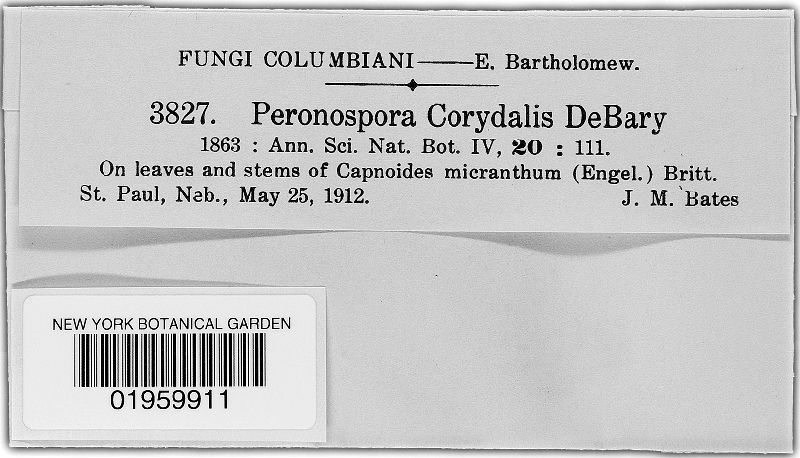 FUNGI COLUMBIANI——E. Bartholomew.
3827. Peronospora Corydalis DeBary
1863 : Ann. Sci. Nat. Bot. IV, 20 : 111.
On leaves and stems of Capnoides micranthum (Engel.) Britt.
St. Paul, Neb., May 25, 1912. J. M. Bates
NEW YORK BOTANICAL GARDEN
01959911